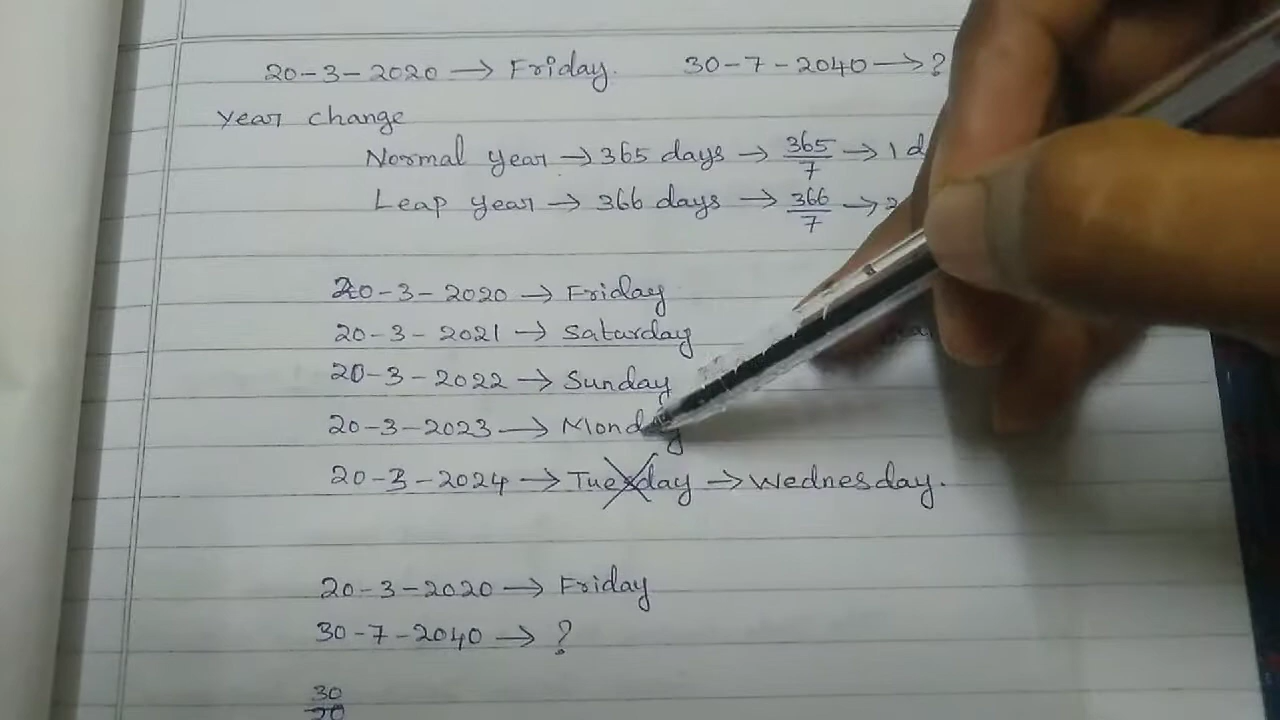 20-3-2020 → Friday. 30-7-2040 → ?
Year change
Normal year → 365 days → 365/7 → 1 d
Leap year → 366 days → 366/7 → 2
20-3-2020 → Friday
20-3-2021 → Saturday
20-3-2022 → Sunday
20-3-2023 → Monday
20-3-2024 → Tuesday → Wednesday.
20-3-2020 → Friday
30-7-2040 → ?
30
20